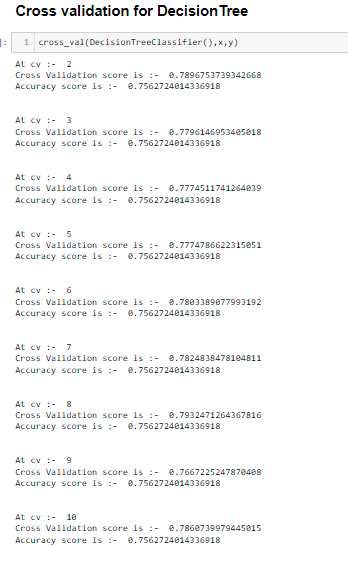 Cross validation for DecisionTree
]: 1 cross_val(DecisionTreeClassifier(),x,y)
At cv :- 2
Cross Validation score is :- 0.7896753739342668
Accuracy score is :- 0.7562724014336918
At cv :- 3
Cross Validation score is :- 0.7796146953405018
Accuracy score is :- 0.7562724014336918
At cv :- 4
Cross Validation score is :- 0.7774511741264039
Accuracy score is :- 0.7562724014336918
At cv :- 5
Cross Validation score is :- 0.7774786622315051
Accuracy score is :- 0.7562724014336918
At cv :- 6
Cross Validation score is :- 0.7803389077993192
Accuracy score is :- 0.7562724014336918
At cv :- 7
Cross Validation score is :- 0.7824838478104811
Accuracy score is :- 0.7562724014336918
At cv :- 8
Cross Validation score is :- 0.7932471264367816
Accuracy score is :- 0.7562724014336918
At cv :- 9
Cross Validation score is :- 0.7667225247870408
Accuracy score is :- 0.7562724014336918
At cv :- 10
Cross Validation score is :- 0.7860739979445015
Accuracy score is :- 0.7562724014336918